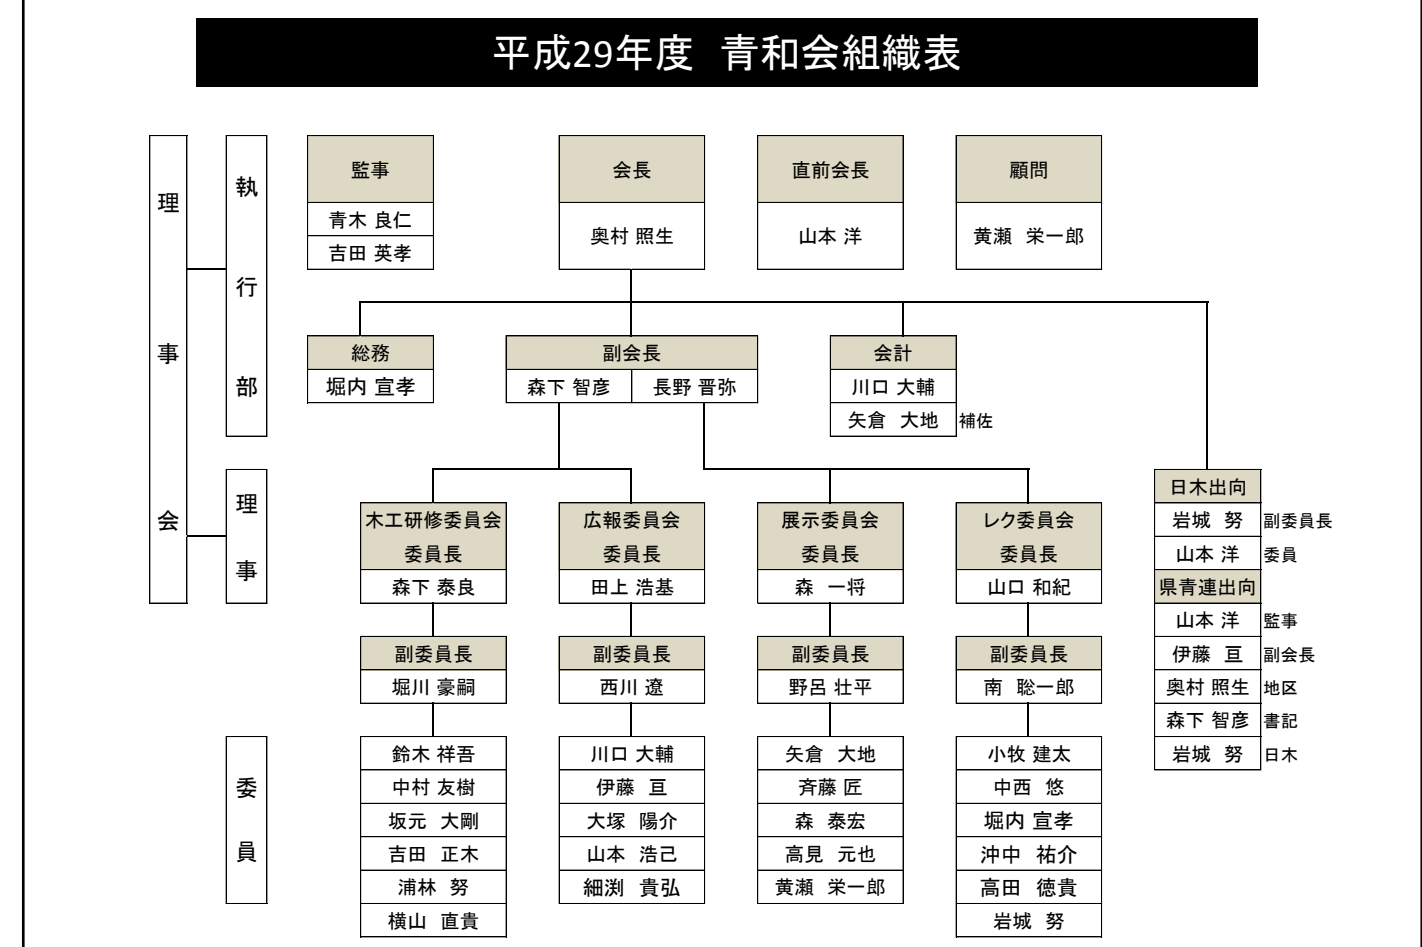 平成29年度 青和会組織表
理事会
執行部
監事
青木 良仁
吉田 英孝
会長
奥村 照生
直前会長
山本 洋
顧問
黄瀬 栄一郎
総務
堀内 宣孝
副会長
森下 智彦 長野 晋弥
会計
川口 大輔
矢倉 大地 補佐
理事
木工研修委員会
委員長
森下 泰良
広報委員会
委員長
田上 浩基
展示委員会
委員長
森 一将
レク委員会
委員長
山口 和紀
日木出向
岩城 努 副委員長
山本 洋 委員
県青連出向
山本 洋 監事
伊藤 亘 副会長
奥村 照生 地区
森下 智彦 書記
岩城 努 日木
副委員長
堀川 豪嗣
副委員長
西川 遼
副委員長
野呂 壮平
副委員長
南 聡一郎
委員
鈴木 祥吾
中村 友樹
坂元 大剛
吉田 正木
浦林 努
横山 直貴
川口 大輔
伊藤 亘
大塚 陽介
山本 浩己
細渕 貴弘
矢倉 大地
斉藤 匠
森 泰宏
高見 元也
黄瀬 栄一郎
小牧 建太
中西 悠
堀内 宣孝
沖中 祐介
高田 徳貴
岩城 努